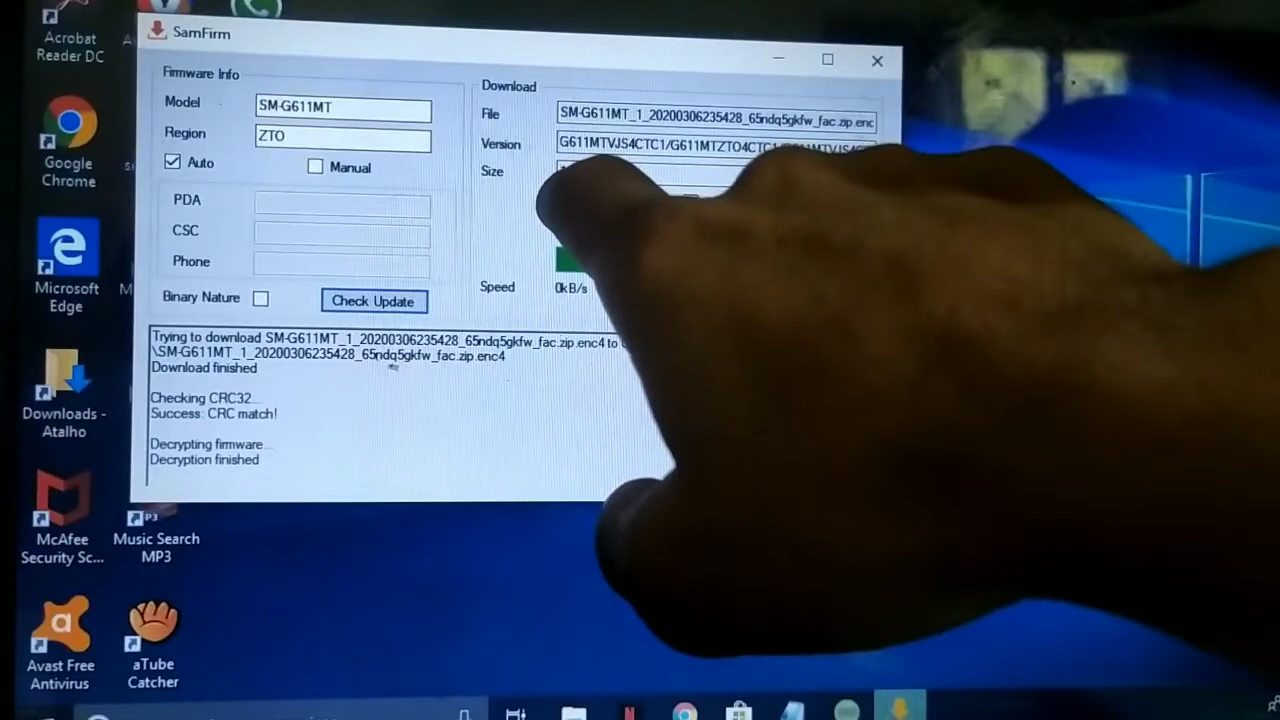 Acrobat
Reader DC
Google
Chrome
Microsoft
Edge
Downloads -
Atalho
McAfee
Security Sc...
Music Search
MP3
Avast Free
Antivirus
aTube
Catcher
SamFirm
Firmware Info
Model
SM-G611MT
Region
ZTO
Auto
Manual
PDA
CSC
Phone
Binary Nature
Check Update
Download
File
SM-G611MT_1_20200306235428_65ndq5gkfw_fac.zip.enc
Version
G611MTVJS4CTC1/G611MTZTO4CTC1/
Size
Speed
0kB/s
Trying to download SM-G611MT_1_20200306235428_65ndq5gkfw_fac.zip.enc4 to
\SM-G611MT_1_20200306235428_65ndq5gkfw_fac.zip.enc4
Download finished
Checking CRC32...
Success: CRC match!
Decrypting firmware...
Decryption finished